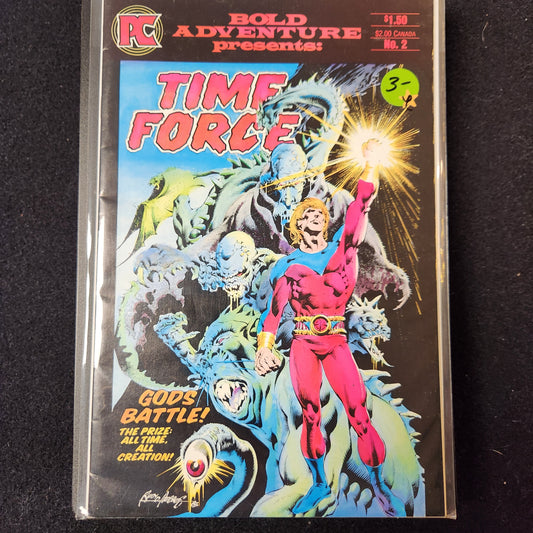 PC
BOLD
ADVENTURE
presents:
$1.50
$2.00 CANADA
No. 2
3-
TIME
FORCE
GODS
BATTLE!
THE PRIZE:
ALL TIME,
ALL
CREATION!